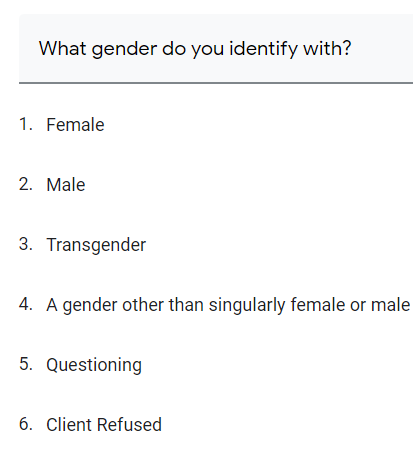 What gender do you identify with?
1. Female
2. Male
3. Transgender
4. A gender other than singularly female or male
5. Questioning
6. Client Refused